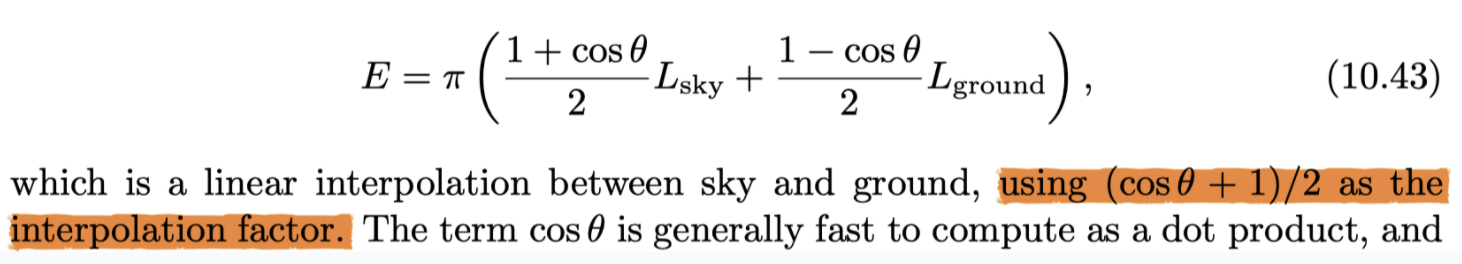 E = π ( (1 + cos θ)/2 L_sky + (1 − cos θ)/2 L_ground ) , (10.43)
which is a linear interpolation between sky and ground, using (cos θ + 1)/2 as the
interpolation factor. The term cos θ is generally fast to compute as a dot product, and